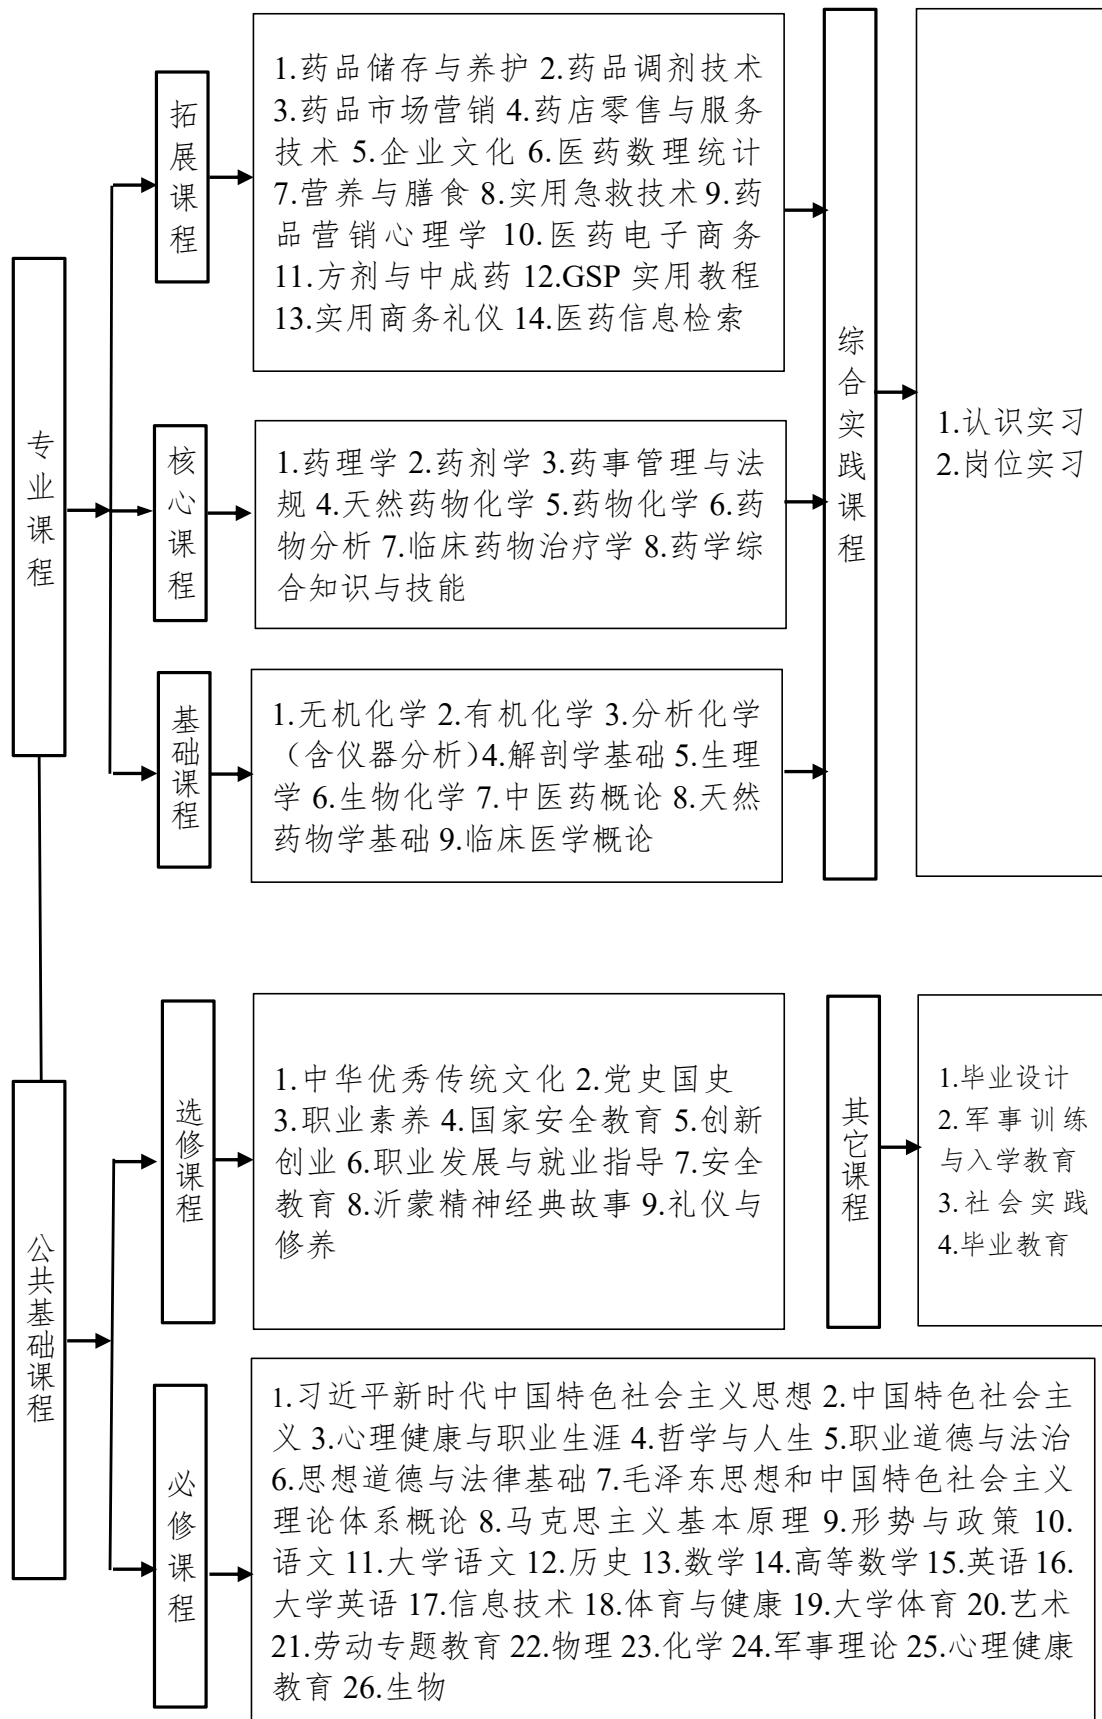 专业课程
拓展课程
1.药品储存与养护 2.药品调剂技术
3.药品市场营销 4.药店零售与服务
技术 5.企业文化 6.医药数理统计
7.营养与膳食 8.实用急救技术 9.药
品营销心理学 10.医药电子商务
11.方剂与中成药 12.GSP 实用教程
13.实用商务礼仪 14.医药信息检索
核心课程
1.药理学 2.药剂学 3.药事管理与法
规 4.天然药物化学 5.药物化学 6.药
物分析 7.临床药物治疗学 8.药学综
合知识与技能
基础课程
1.无机化学 2.有机化学 3.分析化学
（含仪器分析）4.解剖学基础 5.生理
学 6.生物化学 7.中医药概论 8.天然
药物学基础 9.临床医学概论
综合实践课程
1.认识实习
2.岗位实习
公共基础课程
选修课程
1.中华优秀传统文化 2.党史国史
3.职业素养 4.国家安全教育 5.创新
创业 6.职业发展与就业指导 7.安全
教育 8.沂蒙精神经典故事 9.礼仪与
修养
其它课程
1.毕业设计
2.军事训练
与入学教育
3.社会实践
4.毕业教育
必修课程
1.习近平新时代中国特色社会主义思想 2.中国特色社会主
义 3.心理健康与职业生涯 4.哲学与人生 5.职业道德与法治
6.思想道德与法律基础 7.毛泽东思想和中国特色社会主义
理论体系概论 8.马克思主义基本原理 9.形势与政策 10.
语文 11.大学语文 12.历史 13.数学 14.高等数学 15.英语 16.
大学英语 17.信息技术 18.体育与健康 19.大学体育 20.艺术
21.劳动专题教育 22.物理 23.化学 24.军事理论 25.心理健康
教育 26.生物